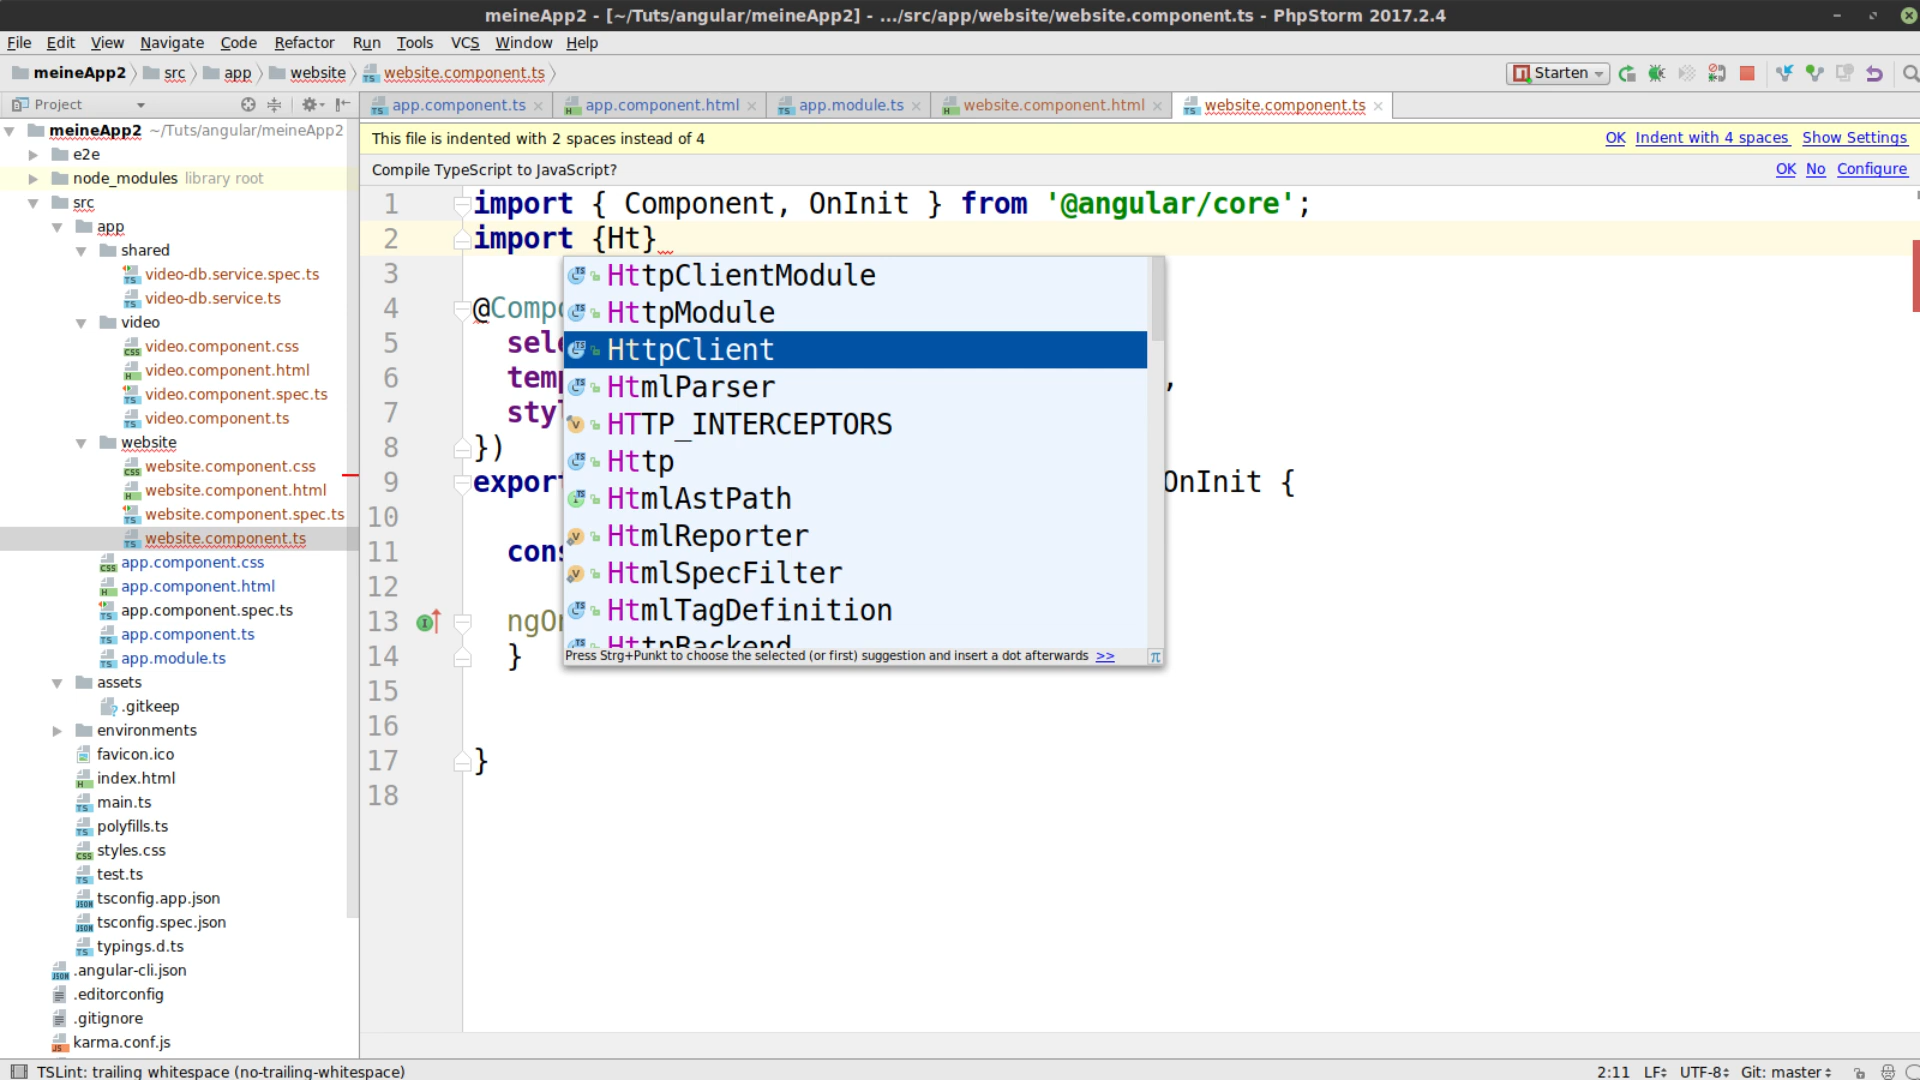 meineApp2 - [~/Tuts/angular/meineApp2] - .../src/app/website/website.component.ts - PhpStorm 2017.2.4
File Edit View Navigate Code Refactor Run Tools VCS Window Help
meineApp2 src app website website.component.ts Starten
Project app.component.ts app.component.html app.module.ts website.component.html website.component.ts
meineApp2 ~/Tuts/angular/meineApp2
e2e
node_modules library root
src
app
shared
video-db.service.spec.ts
video-db.service.ts
video
video.component.css
video.component.html
video.component.spec.ts
video.component.ts
website
website.component.css
website.component.html
website.component.spec.ts
website.component.ts
app.component.css
app.component.html
app.component.spec.ts
app.component.ts
app.module.ts
assets
.gitkeep
environments
favicon.ico
index.html
main.ts
polyfills.ts
styles.css
test.ts
tsconfig.app.json
tsconfig.spec.json
typings.d.ts
.angular-cli.json
.editorconfig
.gitignore
karma.conf.js
This file is indented with 2 spaces instead of 4 OK Indent with 4 spaces Show Settings
Compile TypeScript to JavaScript? OK No Configure
1 import { Component, OnInit } from '@angular/core';
2 import {Ht}
3
4 @Compo
5 sele
6 temp ,
7 styl
8 })
9 export OnInit {
10
11 cons
12
13 ngOn
14 }
15
16
17 }
18
HttpClientModule
HttpModule
HttpClient
HtmlParser
HTTP_INTERCEPTORS
Http
HtmlAstPath
HtmlReporter
HtmlSpecFilter
HtmlTagDefinition
HttpBackend
Press Strg+Punkt to choose the selected (or first) suggestion and insert a dot afterwards >> π
TSLint: trailing whitespace (no-trailing-whitespace) 2:11 LF UTF-8 Git: master